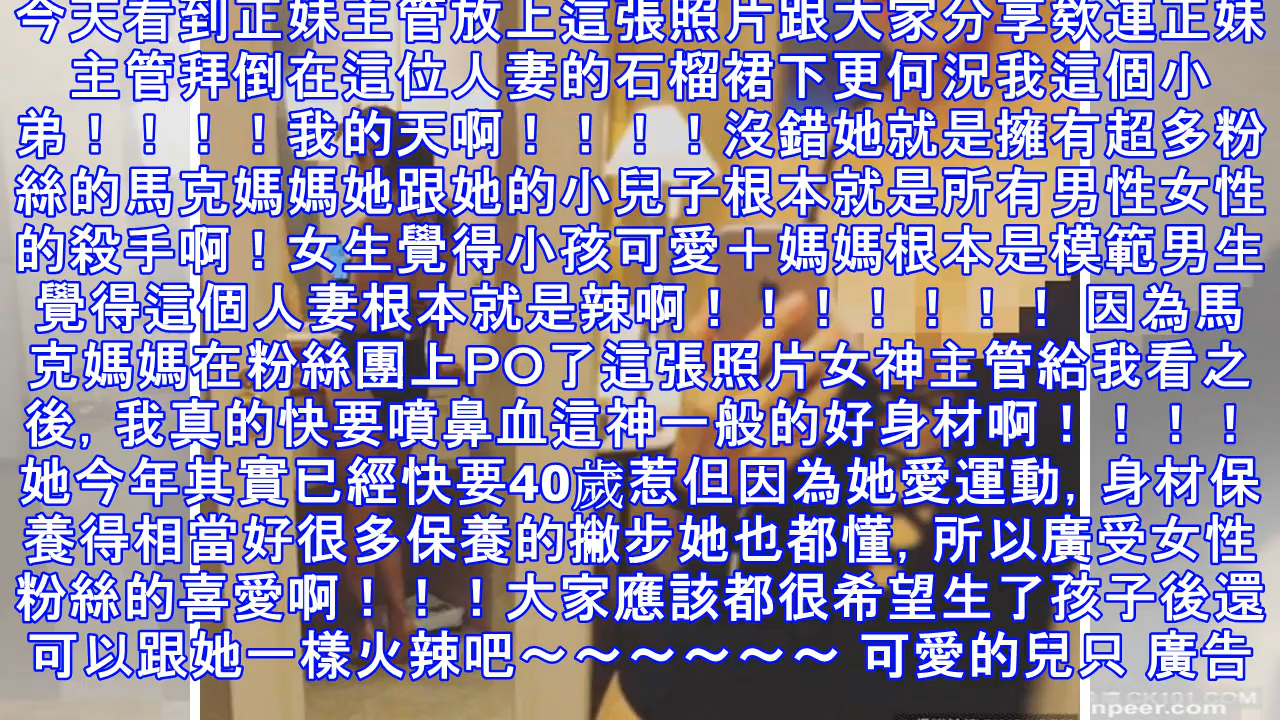 今天看到正妹主管放上這張照片跟大家分享欸連正妹
主管拜倒在這位人妻的石榴裙下更何況我這個小
弟！！！！我的天啊！！！！沒錯她就是擁有超多粉
絲的馬克媽媽她跟她的小兒子根本就是所有男性女性
的殺手啊！女生覺得小孩可愛＋媽媽根本是模範男生
覺得這個人妻根本就是辣啊！！！！！！！ 因為馬
克媽媽在粉絲團上PO了這張照片女神主管給我看之
後, 我真的快要噴鼻血這神一般的好身材啊！！！！
她今年其實已經快要40歲惹但因為她愛運動, 身材保
養得相當好很多保養的撇步她也都懂, 所以廣受女性
粉絲的喜愛啊！！！大家應該都很希望生了孩子後還
可以跟她一樣火辣吧～～～～～～ 可愛的兒只 廣告
CK101.COM
npeer.com